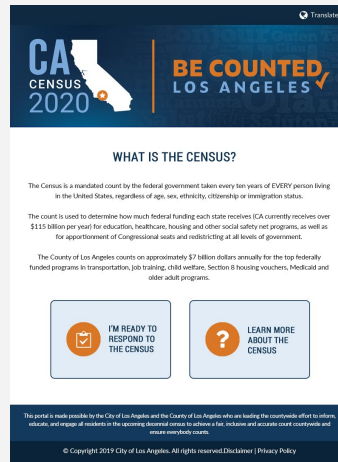 Translate
CA
CENSUS
2020
BE COUNTED
LOS ANGELES
WHAT IS THE CENSUS?
The Census is a mandated count by the federal government taken every ten years of EVERY person living
in the United States, regardless of age, sex, ethnicity, citizenship or immigration status.
The count is used to determine how much federal funding each state receives (CA currently receives over
$115 billion per year) for education, healthcare, housing and other social safety net programs, as well as
for apportionment of Congressional seats and redistricting at all levels of government.
The County of Los Angeles counts on approximately $7 billion dollars annually for the top federally
funded programs in transportation, job training, child welfare, Section 8 housing vouchers, Medicaid and
older adult programs.
I'M READY TO
RESPOND TO
THE CENSUS
?
LEARN MORE
ABOUT THE
CENSUS
This portal is made possible by the City of Los Angeles and the County of Los Angeles who are leading the countywide effort to inform,
educate, and engage all residents in the upcoming decennial census to achieve a fair, inclusive and accurate count countywide and
ensure everybody counts.
© Copyright 2019 City of Los Angeles. All rights reserved.Disclaimer | Privacy Policy